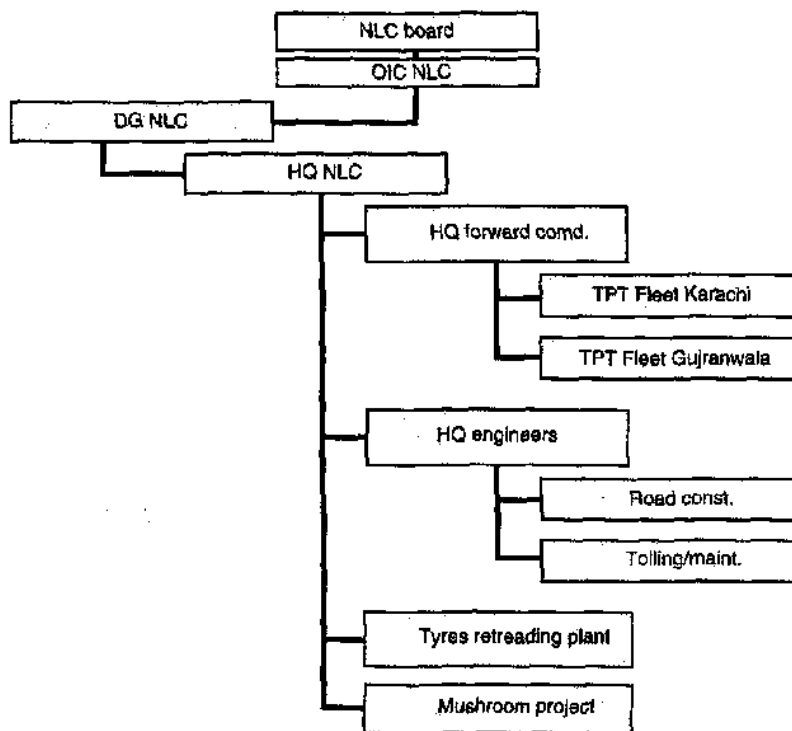 NLC board
OIC NLC
DG NLC
HQ NLC
HQ forward comd.
TPT Fleet Karachi
TPT Fleet Gujranwala
HQ engineers
Road const.
Tolling/maint.
Tyres retreading plant
Mushroom project